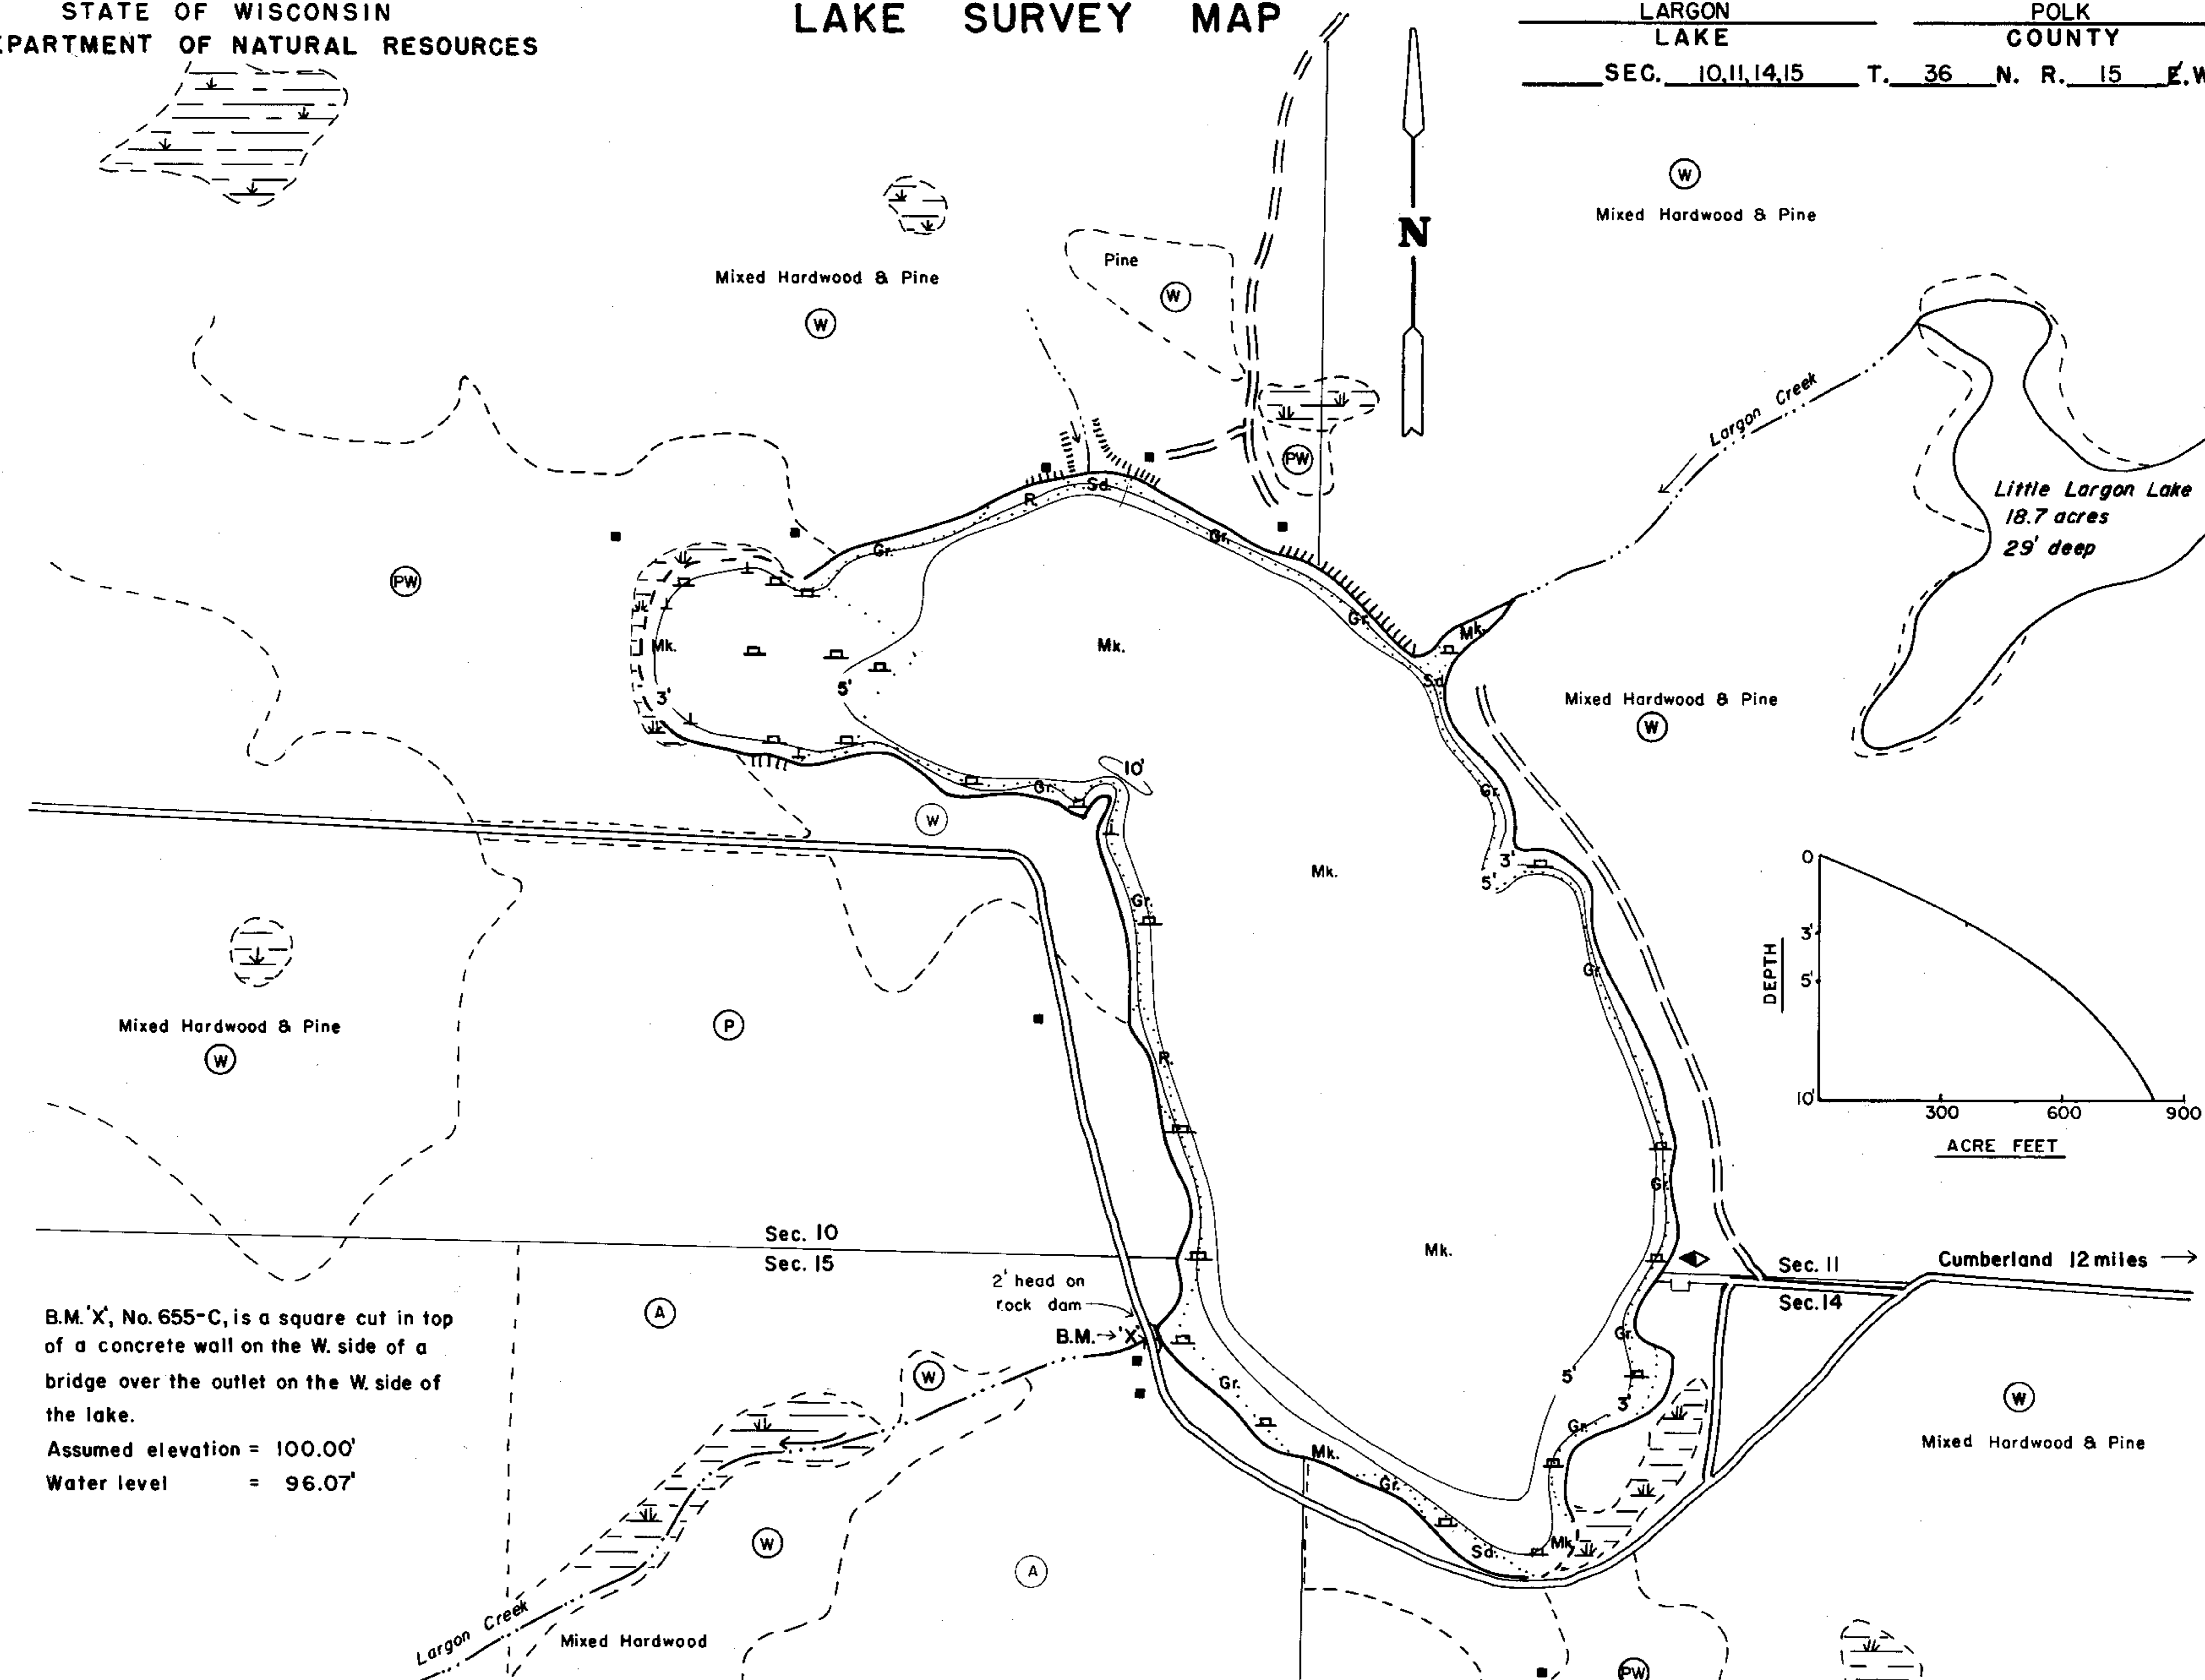 STATE OF WISCONSIN
EPARTMENT OF NATURAL RESOURCES
LAKE SURVEY MAP
LARGON
LAKE
POLK
COUNTY
SEC. 10,11,14,15 T. 36 N. R. 15 E.W
N
W
Mixed Hardwood & Pine
Pine
W
Mixed Hardwood & Pine
W
Largon Creek
PW
Sd.
R.
Gr.
Gr.
Little Largon Lake
18.7 acres
29' deep
PW
Gr.
Mk.
Mk.
Mk.
Sd.
3'
5'
Mixed Hardwood & Pine
W
10'
Gr.
Gr.
W
Mk.
3'
5'
Gr.
Gr.
0
3'
5'
10'
DEPTH
300 600 900
ACRE FEET
Mixed Hardwood & Pine
W
P
R.
Gr.
Sec. 10
Sec. 15
Mk.
Sec. 11
Sec. 14
Cumberland 12 miles
2' head on
rock dam
B.M.→'X'
B.M.'X', No. 655-C, is a square cut in top
of a concrete wall on the W. side of a
bridge over the outlet on the W. side of
the lake.
Assumed elevation = 100.00'
Water level = 96.07'
A
W
Gr.
Gr.
5'
3'
Gr.
W
Mixed Hardwood & Pine
Mk.
Gr.
Sd.
Mk.
W
A
Largon Creek
Mixed Hardwood
PW